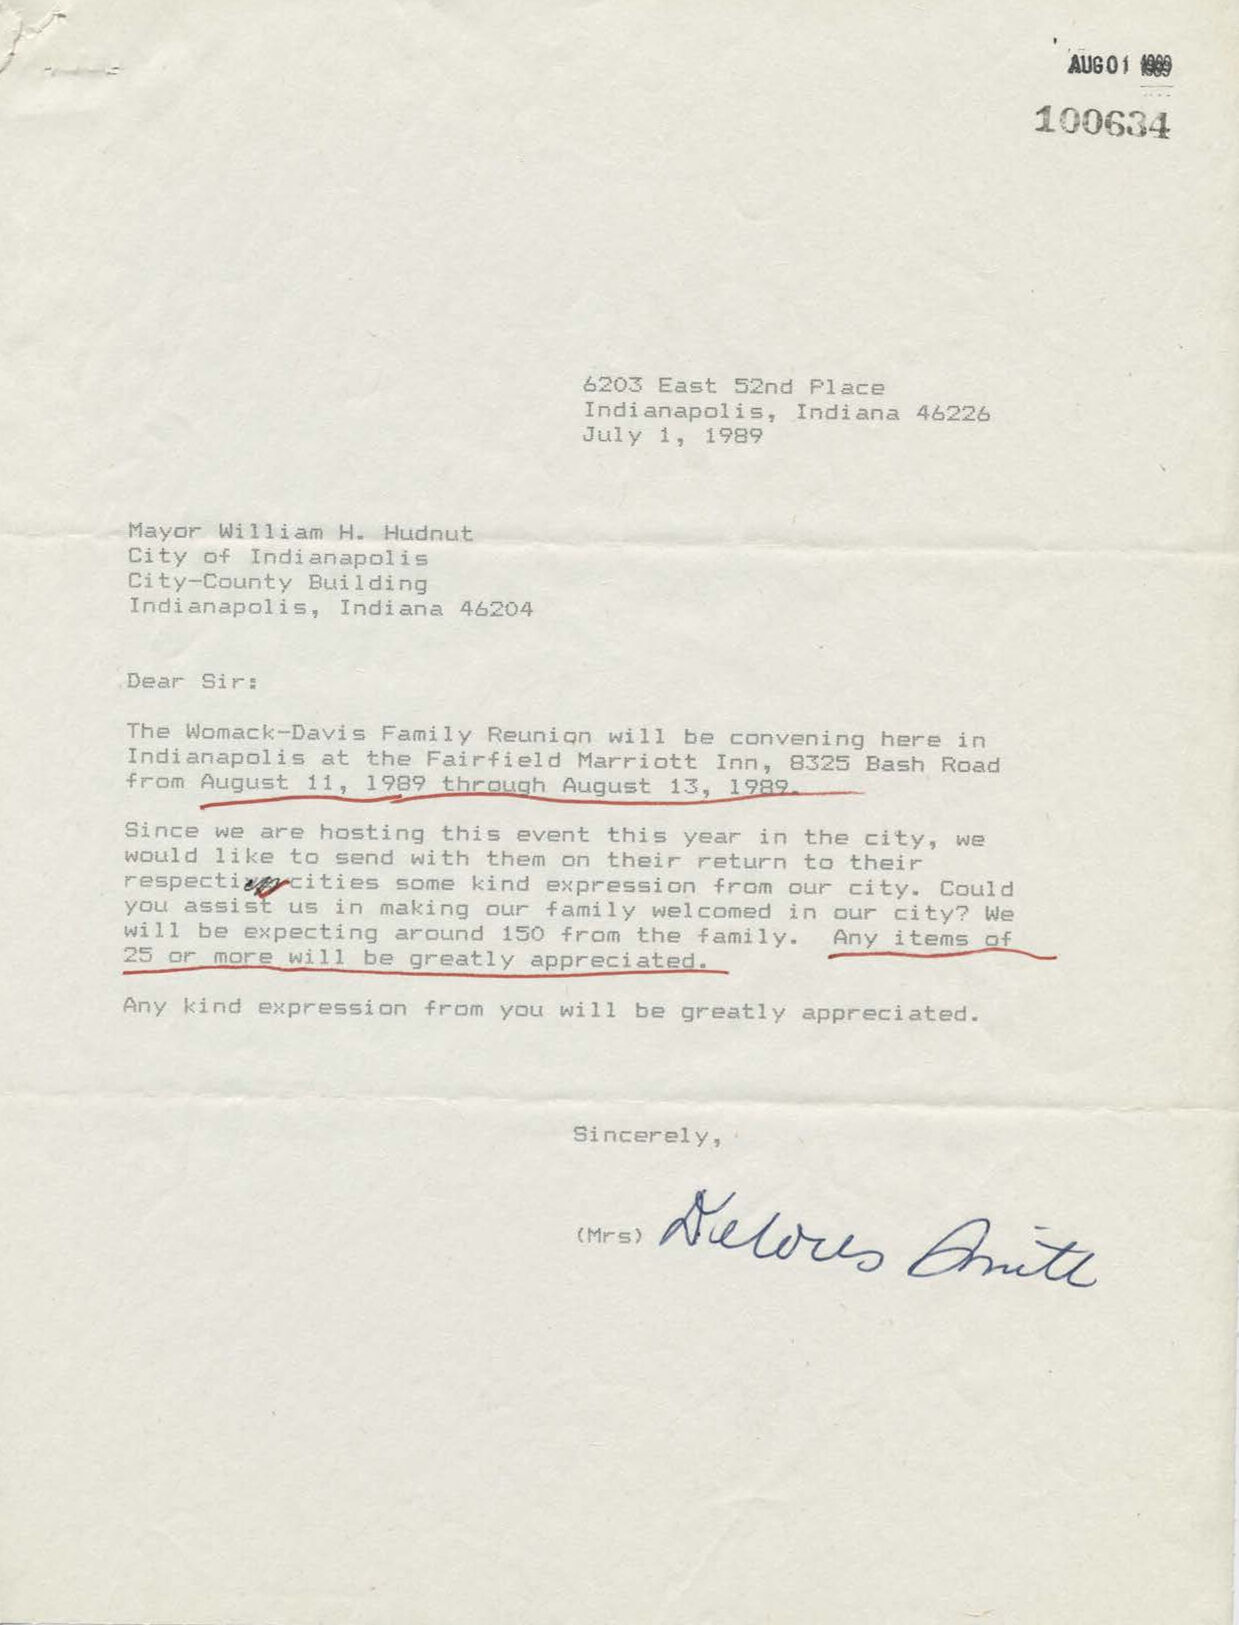 AUG 01 1989
100634
6203 East 52nd Place
Indianapolis, Indiana 46226
July 1, 1989
Mayor William H. Hudnut
City of Indianapolis
City-County Building
Indianapolis, Indiana 46204
Dear Sir:
The Womack-Davis Family Reunion will be convening here in
Indianapolis at the Fairfield Marriott Inn, 8325 Bash Road
from August 11, 1989 through August 13, 1989.
Since we are hosting this event this year in the city, we
would like to send with them on their return to their
cities some kind expression from our city. Could
you assist us in making our family welcomed in our city? We
will be expecting around 150 from the family. Any items of
25 or more will be greatly appreciated.
Any kind expression from you will be greatly appreciated.
Sincerely,
(Mrs) Delores Smith